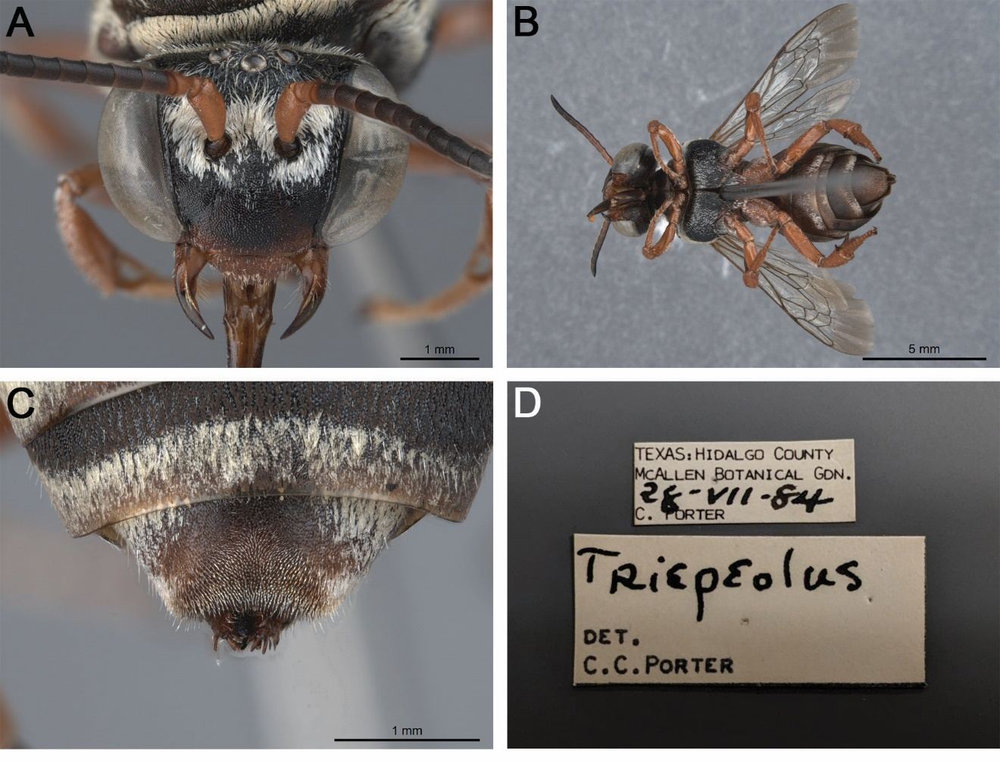 A
1 mm
B
5 mm
C
1 mm
D
TEXAS: HIDALGO COUNTY
MCALLEN BOTANICAL GDN.
28-VII-84
C. PORTER
Triepeolus
DET.
C.C. PORTER